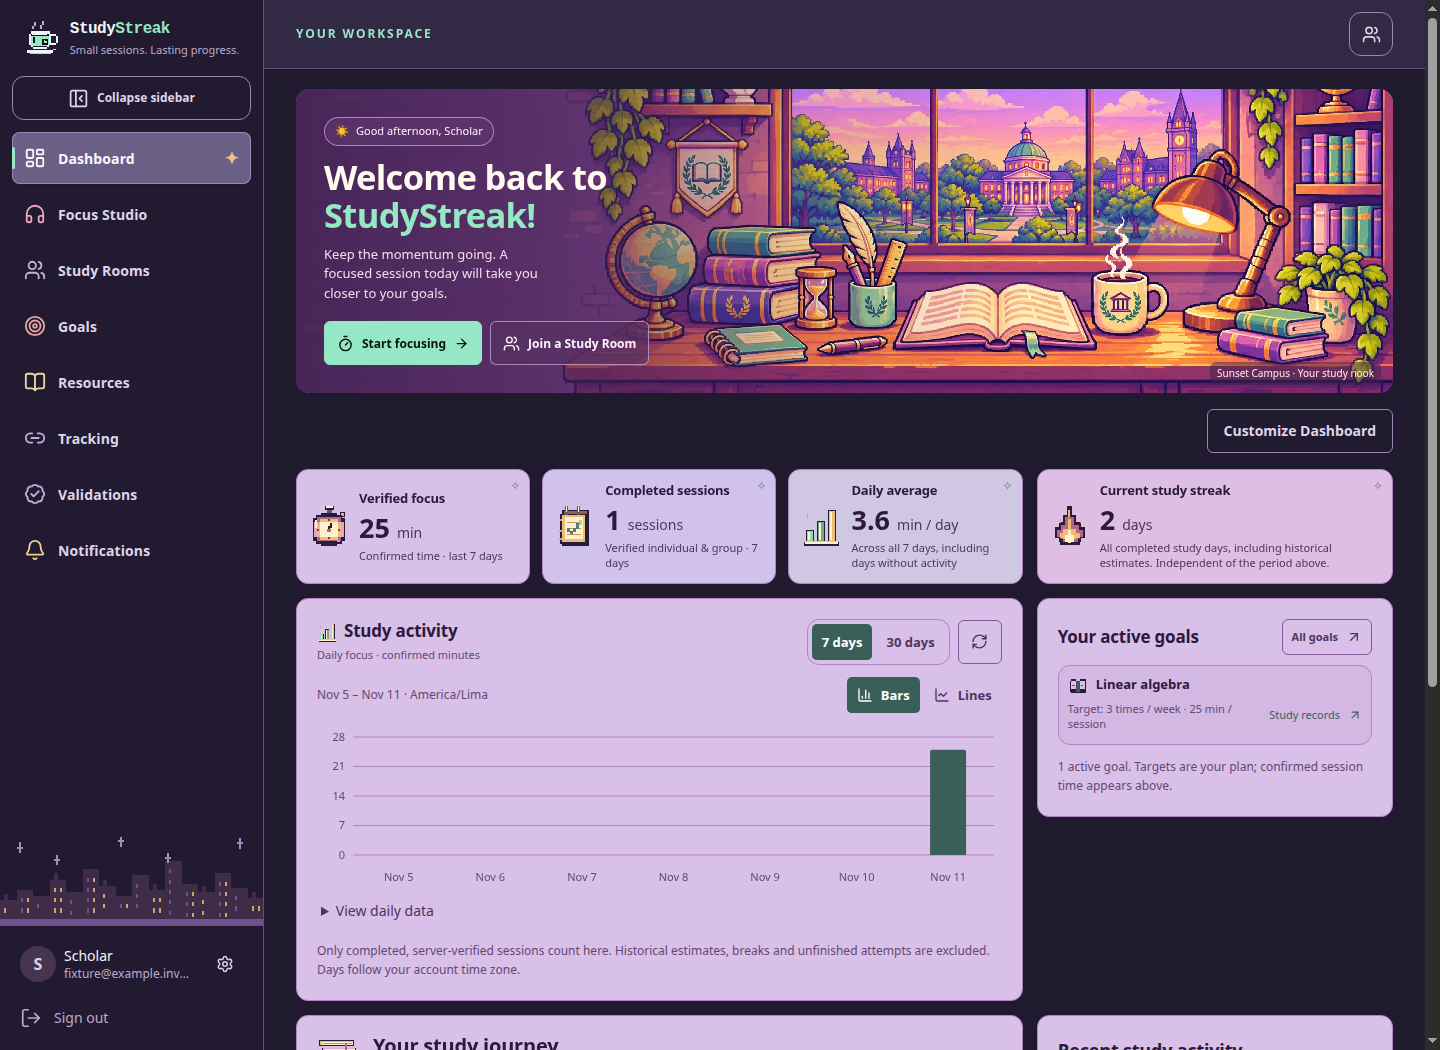 StudyStreak
Small sessions. Lasting progress.
Collapse sidebar
Dashboard
Focus Studio
Study Rooms
Goals
Resources
Tracking
Validations
Notifications
S
Scholar
fixture@example.inv...
Sign out
YOUR WORKSPACE
Good afternoon, Scholar
Welcome back to
StudyStreak!
Keep the momentum going. A
focused session today will take you
closer to your goals.
Start focusing
Join a Study Room
Sunset Campus · Your study nook
Customize Dashboard
Verified focus
25 min
Confirmed time · last 7 days
Completed sessions
1 sessions
Verified individual & group · 7
days
Daily average
3.6 min / day
Across all 7 days, including
days without activity
Current study streak
2 days
All completed study days, including historical
estimates. Independent of the period above.
Study activity
Daily focus · confirmed minutes
7 days
30 days
Nov 5 – Nov 11 · America/Lima
Bars
Lines
28
21
14
7
0
Nov 5
Nov 6
Nov 7
Nov 8
Nov 9
Nov 10
Nov 11
View daily data
Only completed, server-verified sessions count here. Historical estimates, breaks and unfinished attempts are excluded.
Days follow your account time zone.
Your active goals
All goals
Linear algebra
Target: 3 times / week · 25 min /
session
Study records
1 active goal. Targets are your plan; confirmed session
time appears above.
Your study journey
Recent study activity